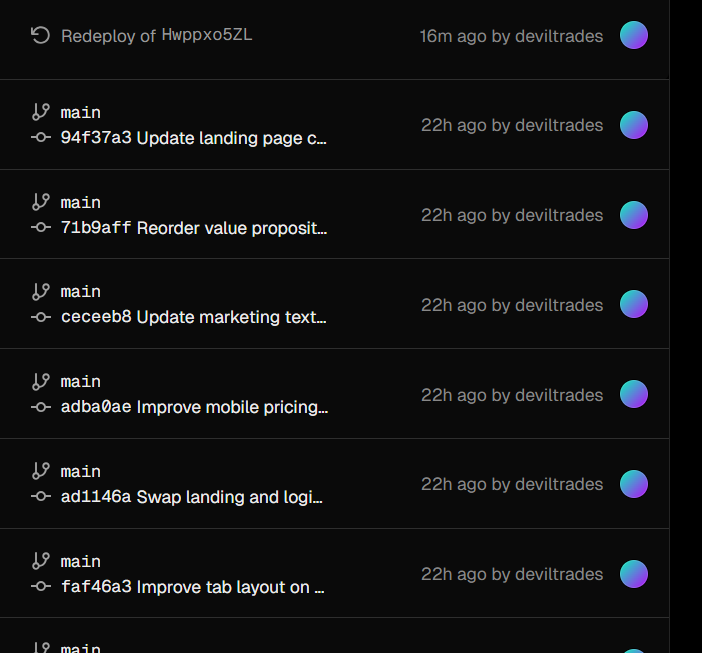 Redeploy of Hwppxo5ZL 16m ago by deviltrades
main
94f37a3 Update landing page c... 22h ago by deviltrades
main
71b9aff Reorder value proposit... 22h ago by deviltrades
main
ceceeb8 Update marketing text... 22h ago by deviltrades
main
adba0ae Improve mobile pricing... 22h ago by deviltrades
main
ad1146a Swap landing and logi... 22h ago by deviltrades
main
faf46a3 Improve tab layout on ... 22h ago by deviltrades
main